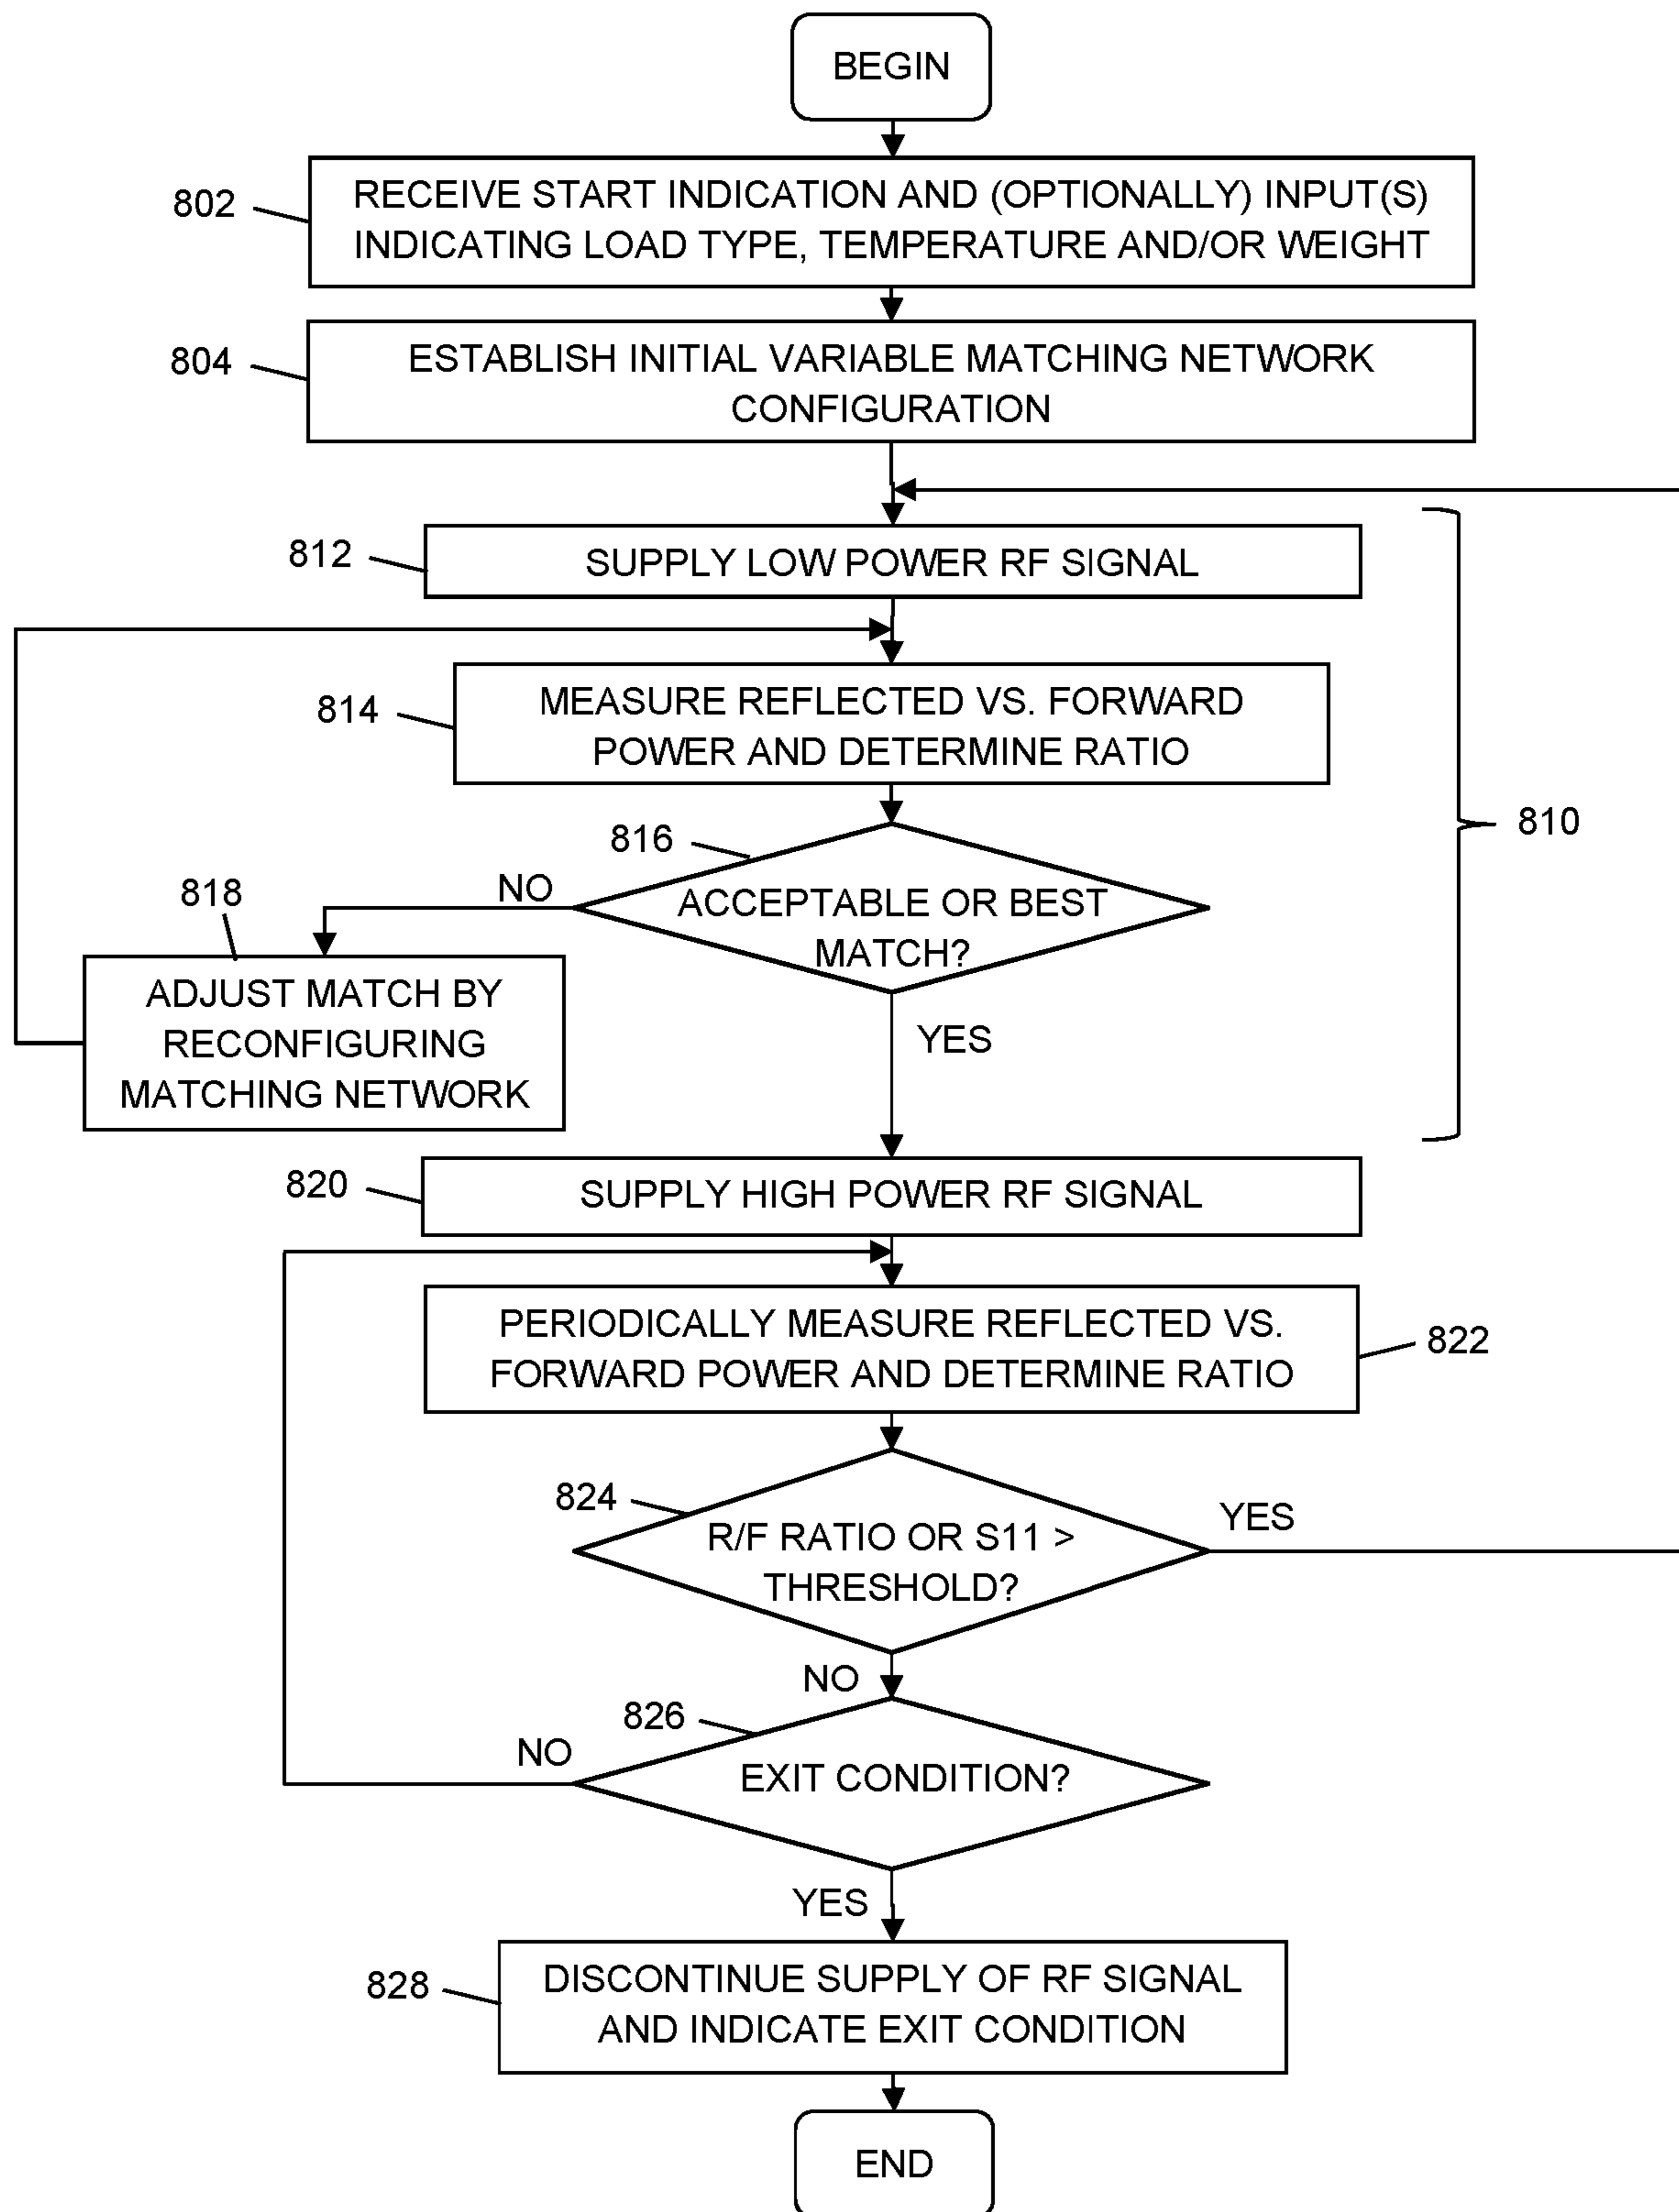 BEGIN
802
RECEIVE START INDICATION AND (OPTIONALLY) INPUT(S)
INDICATING LOAD TYPE, TEMPERATURE AND/OR WEIGHT
804
ESTABLISH INITIAL VARIABLE MATCHING NETWORK
CONFIGURATION
812
SUPPLY LOW POWER RF SIGNAL
814
MEASURE REFLECTED VS. FORWARD
POWER AND DETERMINE RATIO
810
816
ACCEPTABLE OR BEST
MATCH?
NO
818
ADJUST MATCH BY
RECONFIGURING
MATCHING NETWORK
YES
820
SUPPLY HIGH POWER RF SIGNAL
PERIODICALLY MEASURE REFLECTED VS.
FORWARD POWER AND DETERMINE RATIO
822
824
R/F RATIO OR S11 >
THRESHOLD?
YES
NO
826
EXIT CONDITION?
NO
YES
828
DISCONTINUE SUPPLY OF RF SIGNAL
AND INDICATE EXIT CONDITION
END